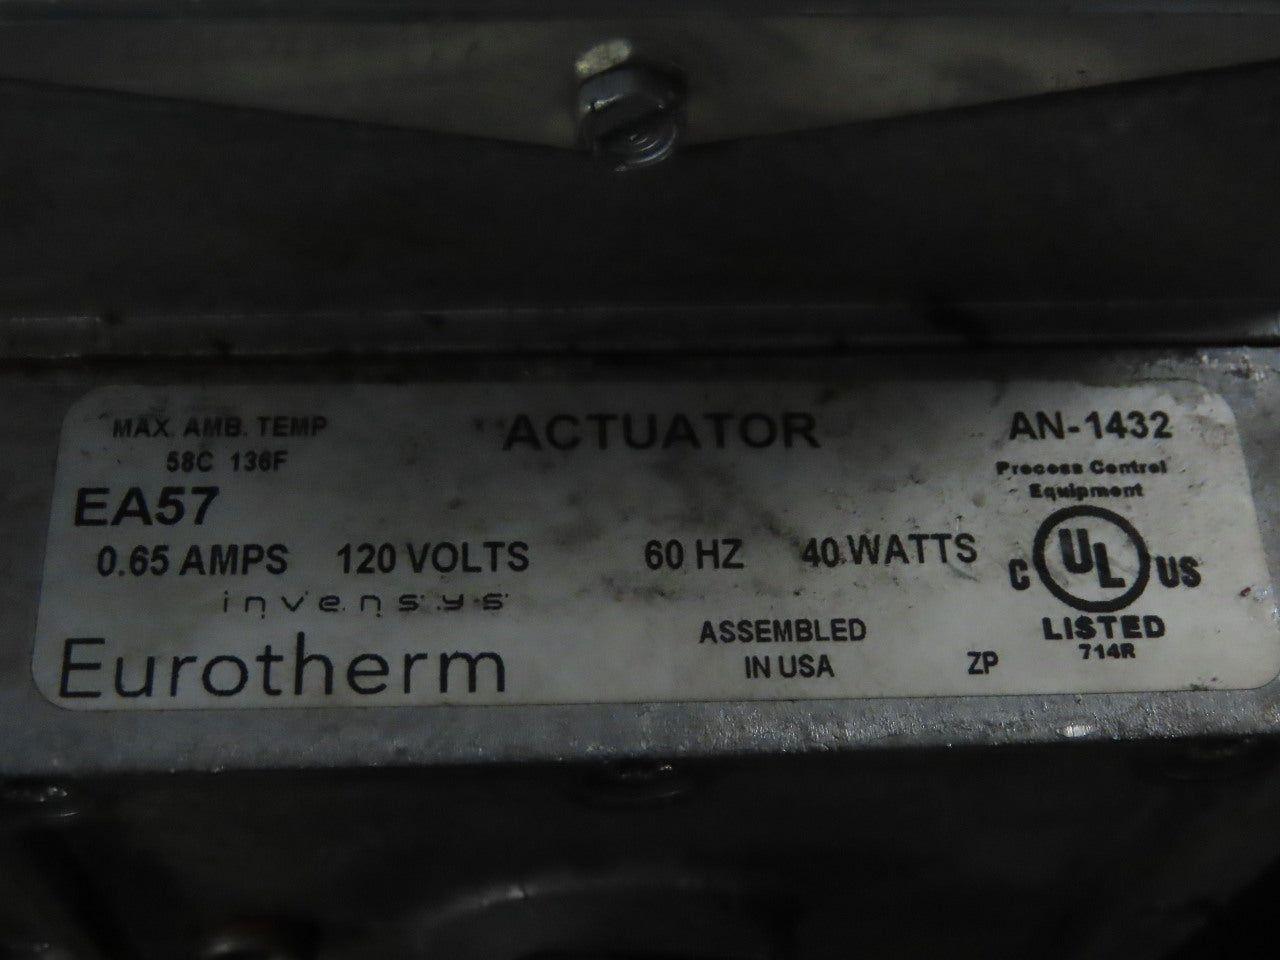 MAX. AMB. TEMP
58C 136F
ACTUATOR
AN-1432
Process Control
Equipment
EA57
0.65 AMPS 120 VOLTS 60 HZ 40 WATTS
C UL US
LISTED
714R
invensys
Eurotherm
ASSEMBLED
IN USA
ZP